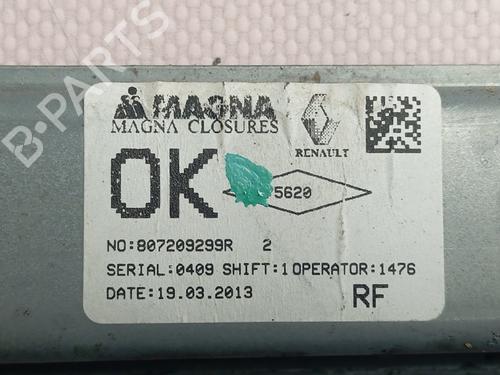 B-PARTS
MAGNA
MAGNA CLOSURES
RENAULT
OK
5620
NO:807209299R 2
SERIAL:0409 SHIFT:1 OPERATOR:1476
DATE:19.03.2013 RF